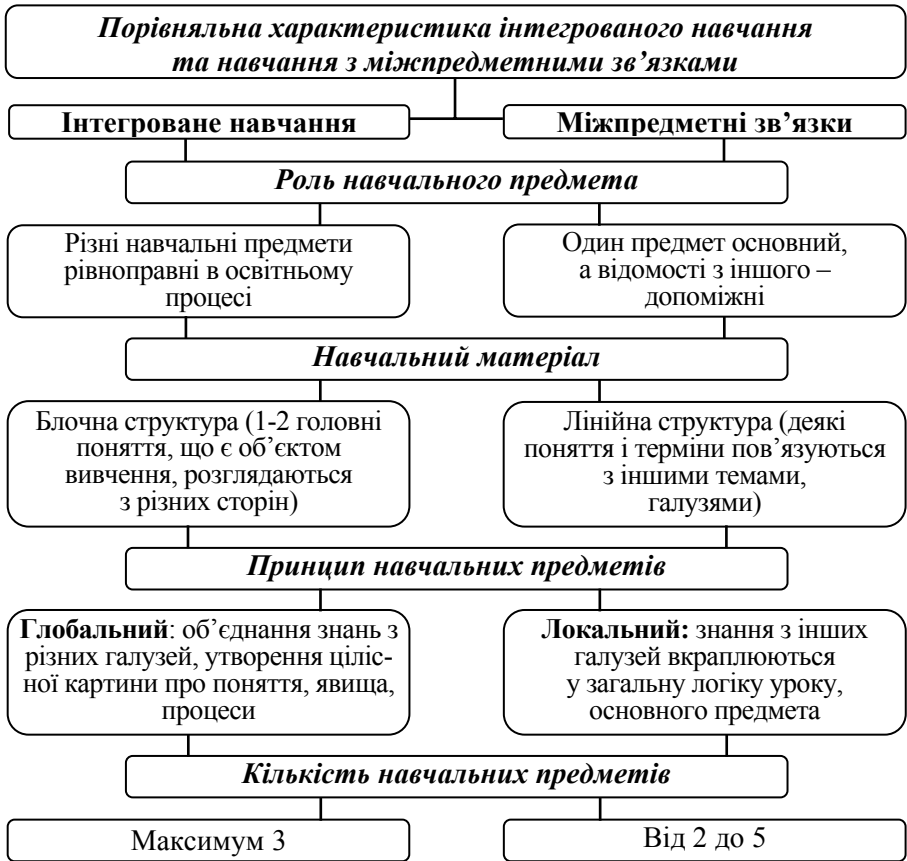 Порівняльна характеристика інтегрованого навчання
та навчання з міжпредметними зв’язками
Інтегроване навчання
Міжпредметні зв’язки
Роль навчального предмета
Різні навчальні предмети
рівноправні в освітньому
процесі
Один предмет основний,
а відомості з іншого –
допоміжні
Навчальний матеріал
Блочна структура (1-2 головні
поняття, що є об’єктом
вивчення, розглядаються
з різних сторін)
Лінійна структура (деякі
поняття і терміни пов’язуються
з іншими темами,
галузями)
Принцип навчальних предметів
Глобальний: об’єднання знань з
різних галузей, утворення ціліс-
ної картини про поняття, явища,
процеси
Локальний: знання з інших
галузей вкраплюються
у загальну логіку уроку,
основного предмета
Кількість навчальних предметів
Максимум 3
Від 2 до 5